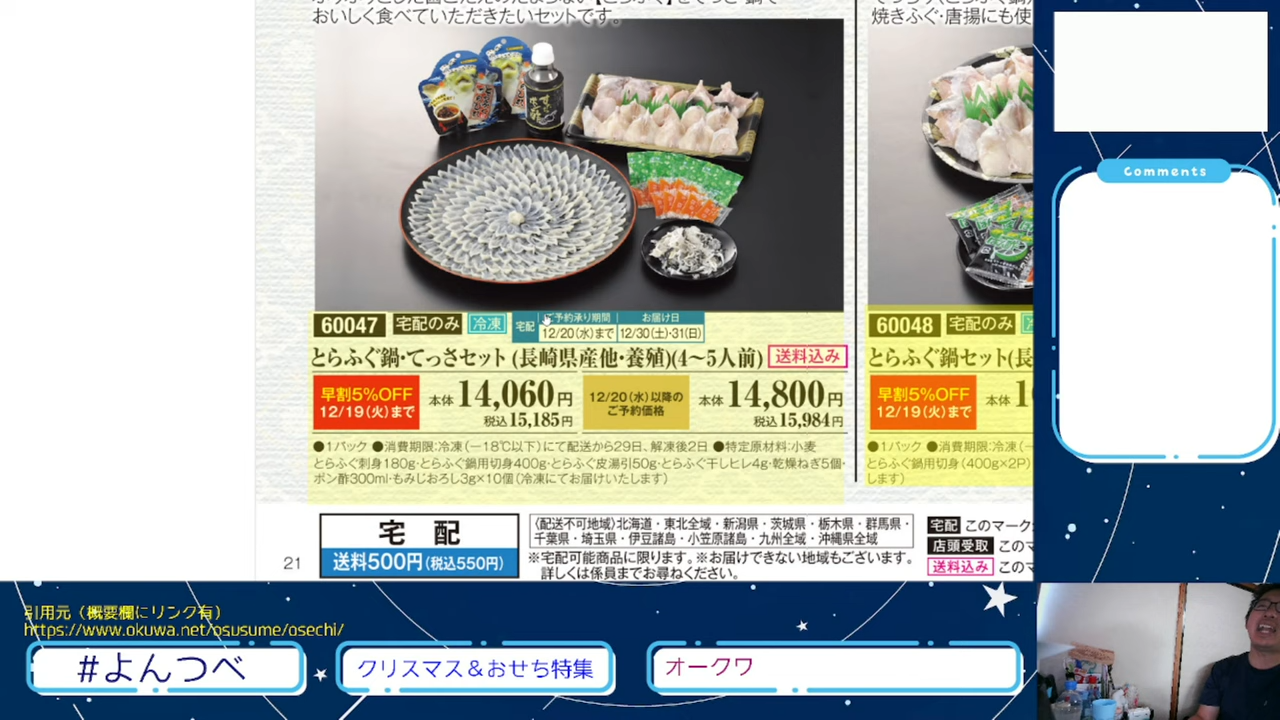 おいしく食べていただきたいセットです。
焼きふぐ・唐揚にも使
60047 宅配のみ 冷凍 宅配 ご予約承り期間 お届け日
12/20(水)まで 12/30(土)・31(日)
とらふぐ鍋・てっさセット(長崎県産他・養殖)(4〜5人前) 送料込み
早割5%OFF
12/19(火)まで
本体14,060円
税込15,185円
12/20(水)以降の
ご予約価格
本体14,800円
税込15,984円
●1パック ●消費期限:冷凍(−18℃以下)にて配送から29日、解凍後2日 ●特定原材料:小麦
とらふぐ刺身180g・とらふぐ鍋用切身400g・とらふぐ皮湯引50g・とらふぐ干しヒレ4g・乾燥ねぎ5個・
ポン酢300ml・もみじおろし3g×10個(冷凍にてお届けいたします)
60048 宅配のみ
とらふぐ鍋セット(長
早割5%OFF
12/19(火)まで
本体
税込
●1パック ●消費期限:冷凍(−
とらふぐ鍋用切身(400g×2P)
します)
21
宅 配
送料500円(税込550円)
〈配送不可地域〉北海道・東北全域・新潟県・茨城県・栃木県・群馬県・
千葉県・埼玉県・伊豆諸島・小笠原諸島・九州全域・沖縄県全域
※宅配可能商品に限ります。※お届けできない地域もございます。
詳しくは係員までお尋ねください。
宅配 このマーク
店頭受取 このマ
送料込み このマ
Comments
引用元(概要欄にリンク有)
https://www.okuwa.net/osusume/osechi/
#よんつべ
クリスマス&おせち特集
オークワ